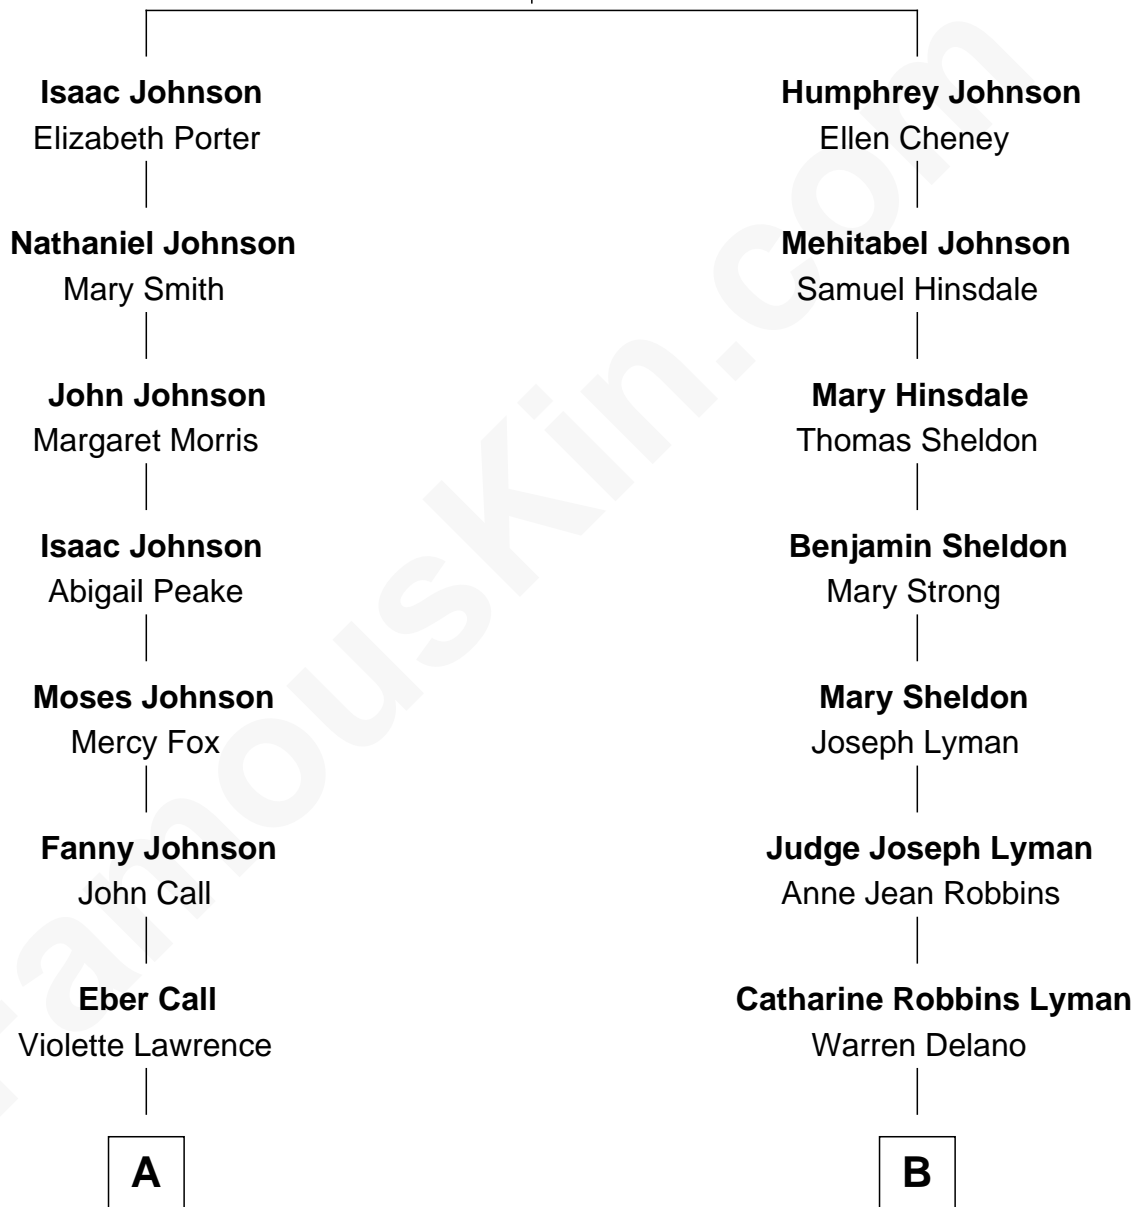 Isaac Johnson
Elizabeth Porter
Humphrey Johnson
Ellen Cheney
Nathaniel Johnson
Mary Smith
Mehitabel Johnson
Samuel Hinsdale
John Johnson
Margaret Morris
Mary Hinsdale
Thomas Sheldon
Isaac Johnson
Abigail Peake
Benjamin Sheldon
Mary Strong
Moses Johnson
Mercy Fox
Mary Sheldon
Joseph Lyman
Fanny Johnson
John Call
Judge Joseph Lyman
Anne Jean Robbins
Eber Call
Violette Lawrence
Catharine Robbins Lyman
Warren Delano
A
B
FamousKin.com